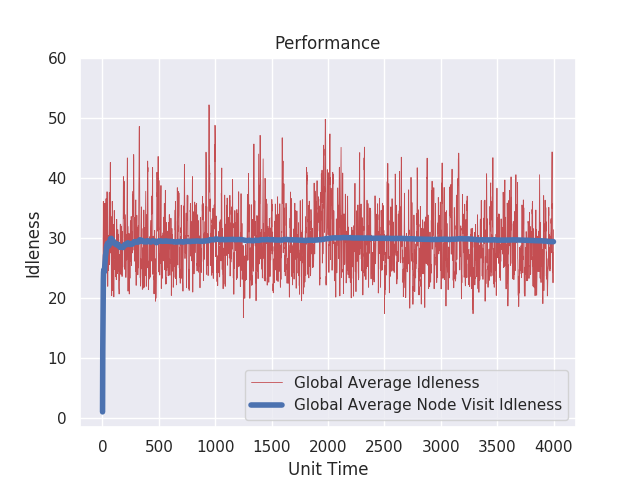 Performance
60
50
40
30
20
10
0
Idleness
Global Average Idleness
Global Average Node Visit Idleness
0 500 1000 1500 2000 2500 3000 3500 4000
Unit Time